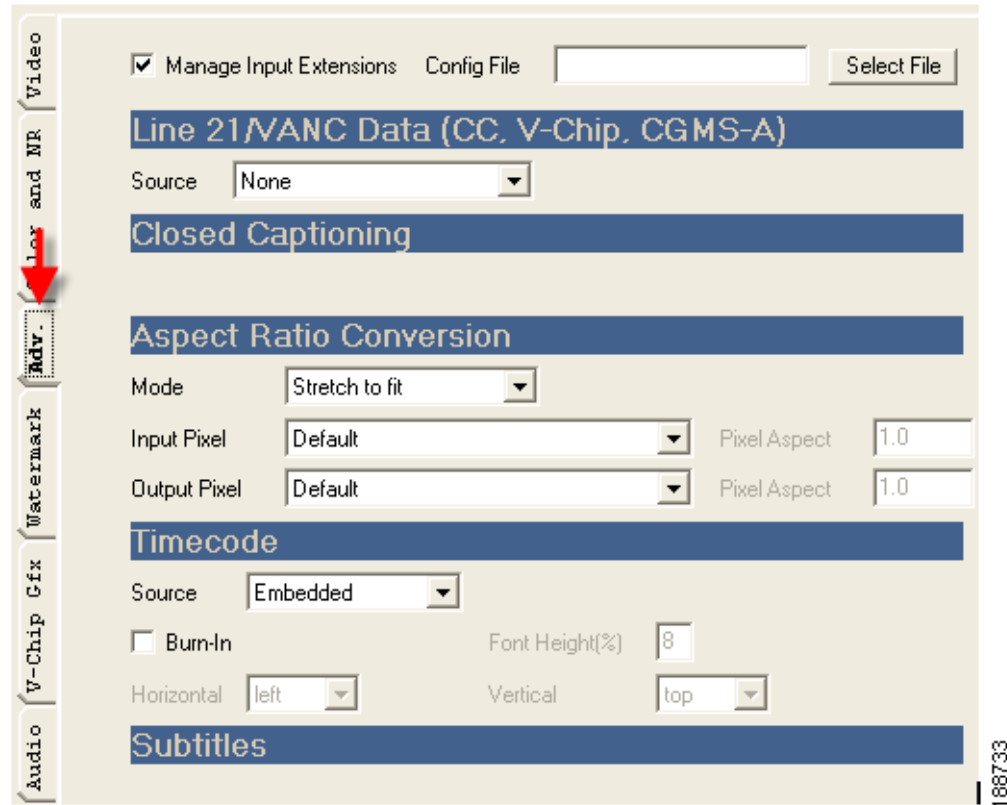 Video
Color and NR
Adv.
Watermark
V-Chip Gfx
Audio
Manage Input Extensions Config File Select File
Line 21/VANC Data (CC, V-Chip, CGMS-A)
Source None
Closed Captioning
Aspect Ratio Conversion
Mode Stretch to fit
Input Pixel Default Pixel Aspect 1.0
Output Pixel Default Pixel Aspect 1.0
Timecode
Source Embedded
Burn-In Font Height(%) 8
Horizontal left Vertical top
Subtitles
188733